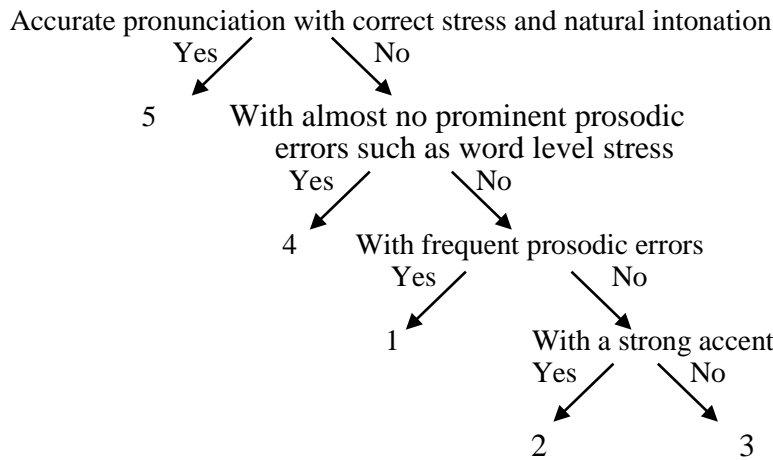 Accurate pronunciation with correct stress and natural intonation
Yes No
5 With almost no prominent prosodic
errors such as word level stress
Yes No
4 With frequent prosodic errors
Yes No
1 With a strong accent
Yes No
2 3